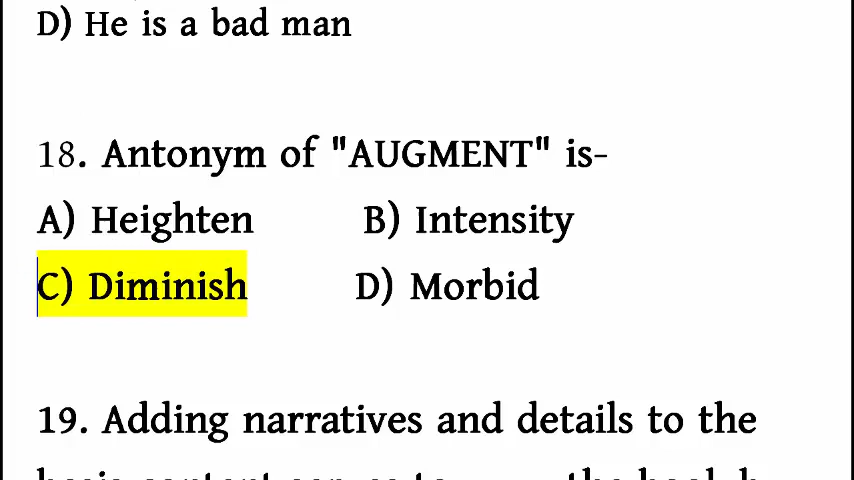 D) He is a bad man
18. Antonym of "AUGMENT" is-
A) Heighten B) Intensity
C) Diminish D) Morbid
19. Adding narratives and details to the